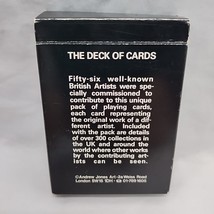 THE DECK OF CARDS
Fifty-six well-known
British Artists were spe-
cially commissioned to
contribute to this unique
pack of playing cards,
each card representing
the original work of a dif-
ferent artist. Included
with the pack are details
of over 300 collections in
the UK and around the
world where other works
by the contributing art-
ists can be seen.
©Andrew Jones Art
London SW18